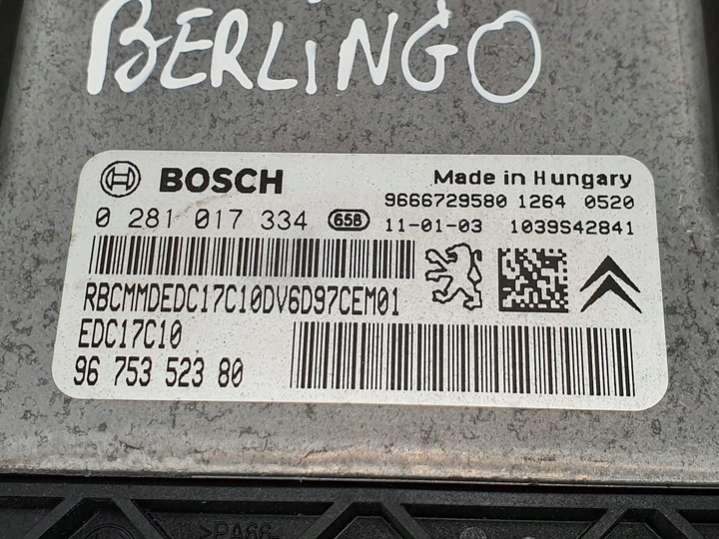 BERLINGO
BOSCH
Made in Hungary
9666729580 1264 0520
0 281 017 334 658 11-01-03 1039S42841
RBCMMDEDC17C10DV6D97CEM01
EDC17C10
96 753 523 80
>PA66